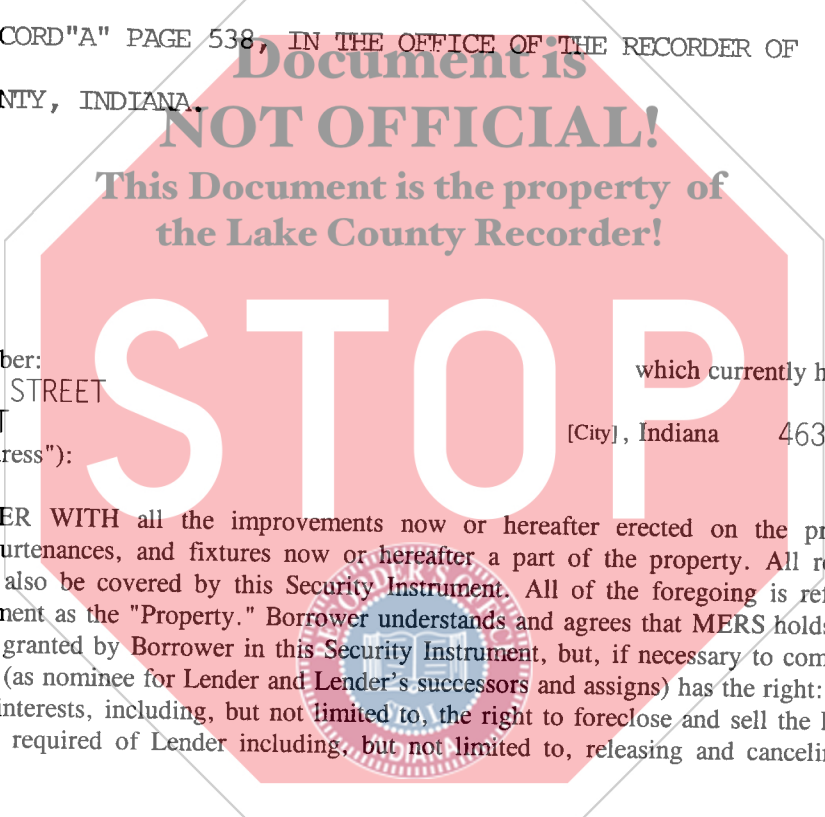 CORD"A" PAGE 538, IN THE OFFICE OF THE RECORDER OF
Document is
NTY, INDIANA.
NOT OFFICIAL!
This Document is the property of
the Lake County Recorder!
STOP
ber:
which currently h
STREET
T
[City], Indiana 463
ress"):
ER WITH all the improvements now or hereafter erected on the pr
urtenances, and fixtures now or hereafter a part of the property. All r
also be covered by this Security Instrument. All of the foregoing is ref
ment as the "Property." Borrower understands and agrees that MERS holds
granted by Borrower in this Security Instrument, but, if necessary to com
(as nominee for Lender and Lender's successors and assigns) has the right:
interests, including, but not limited to, the right to foreclose and sell the
required of Lender including, but not limited to, releasing and cancelin
INDIANA